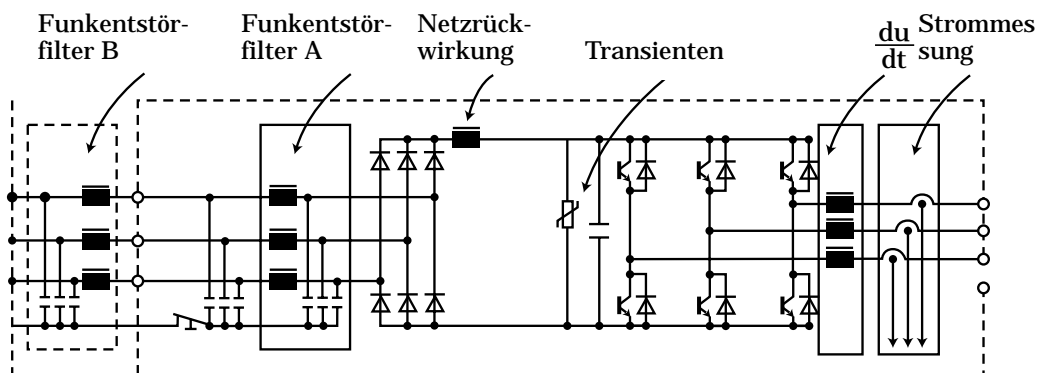 Funkentstör-
filter B
Funkentstör-
filter A
Netzrück-
wirkung
Transienten
du
dt
Strommes
sung